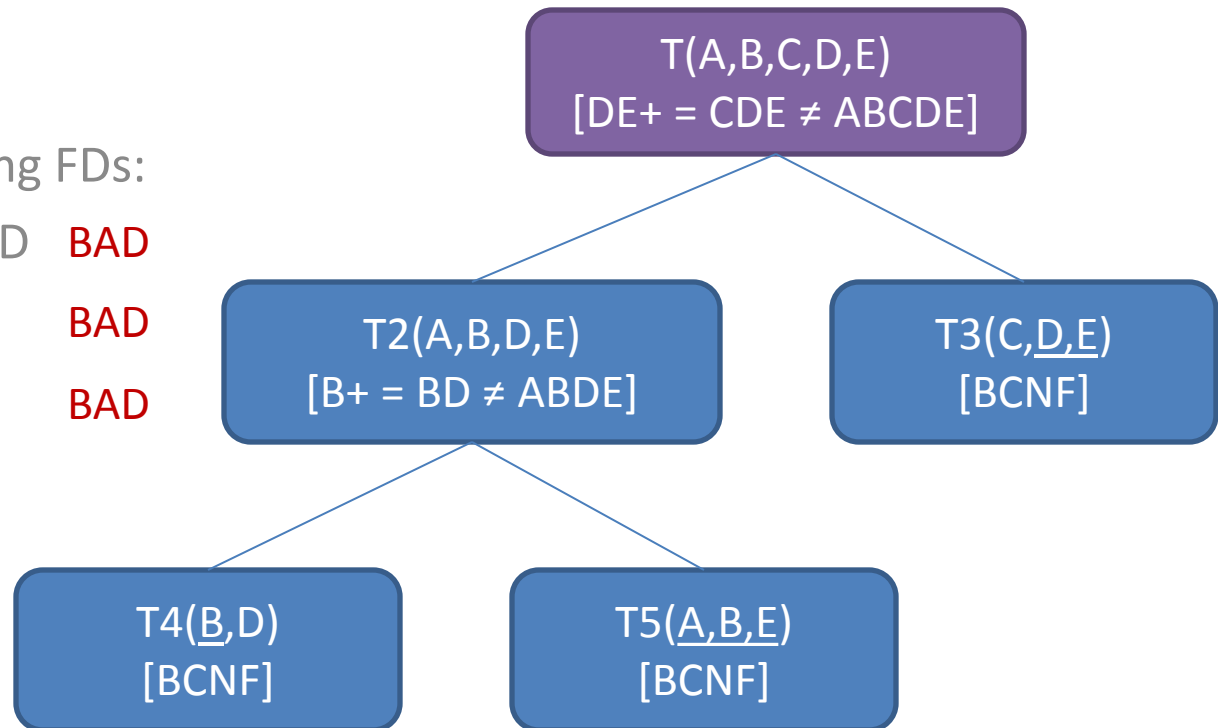 T(A,B,C,D,E)
[DE+ = CDE ≠ ABCDE]
ng FDs:
D BAD
BAD
BAD
T2(A,B,D,E)
[B+ = BD ≠ ABDE]
T3(C,D,E)
[BCNF]
T4(B,D)
[BCNF]
T5(A,B,E)
[BCNF]